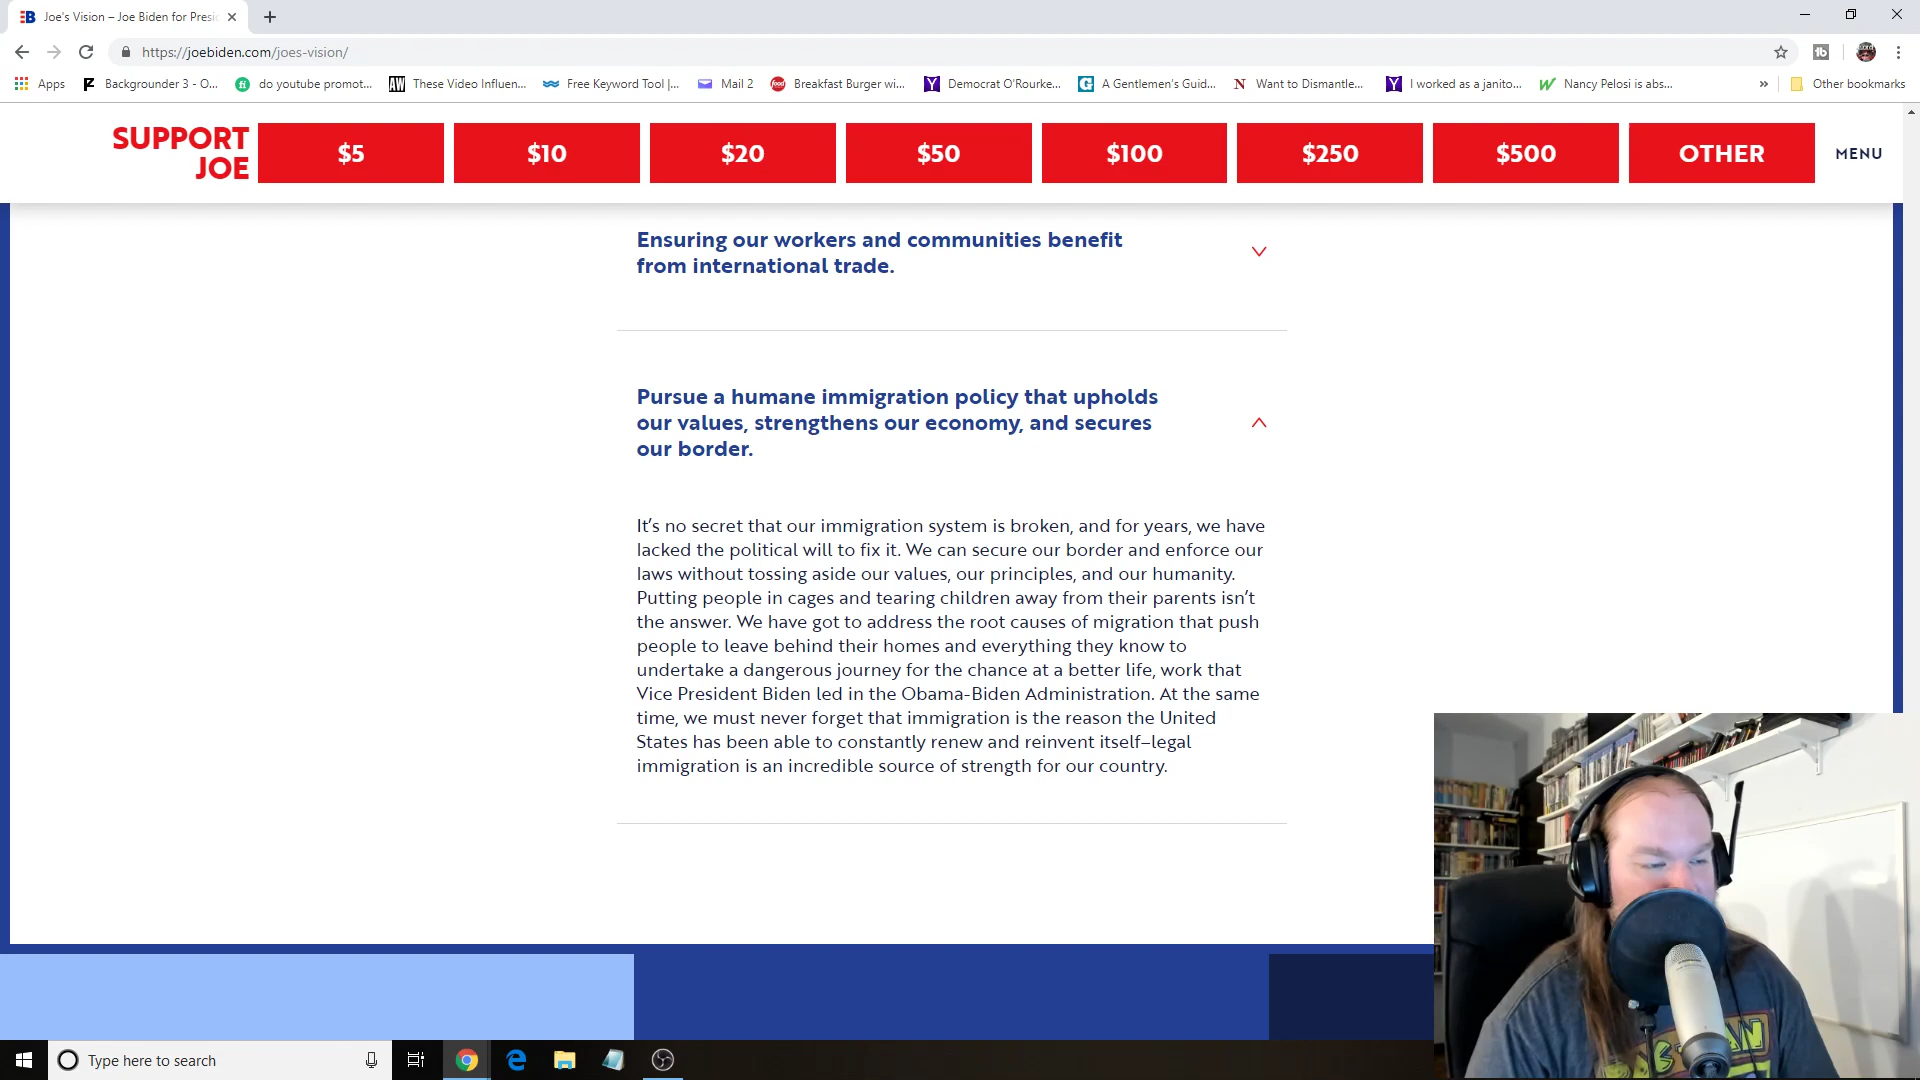 Joe's Vision – Joe Biden for Presi
https://joebiden.com/joes-vision/
Apps
Backgrounder 3 - O...
do youtube promot...
These Video Influen...
Free Keyword Tool |...
Mail 2
Breakfast Burger wi...
Democrat O'Rourke...
A Gentlemen's Guid...
Want to Dismantle...
I worked as a janito...
Nancy Pelosi is abs...
Other bookmarks
SUPPORT
JOE
$5
$10
$20
$50
$100
$250
$500
OTHER
MENU
Ensuring our workers and communities benefit
from international trade.
Pursue a humane immigration policy that upholds
our values, strengthens our economy, and secures
our border.
It's no secret that our immigration system is broken, and for years, we have
lacked the political will to fix it. We can secure our border and enforce our
laws without tossing aside our values, our principles, and our humanity.
Putting people in cages and tearing children away from their parents isn't
the answer. We have got to address the root causes of migration that push
people to leave behind their homes and everything they know to
undertake a dangerous journey for the chance at a better life, work that
Vice President Biden led in the Obama-Biden Administration. At the same
time, we must never forget that immigration is the reason the United
States has been able to constantly renew and reinvent itself–legal
immigration is an incredible source of strength for our country.
Type here to search